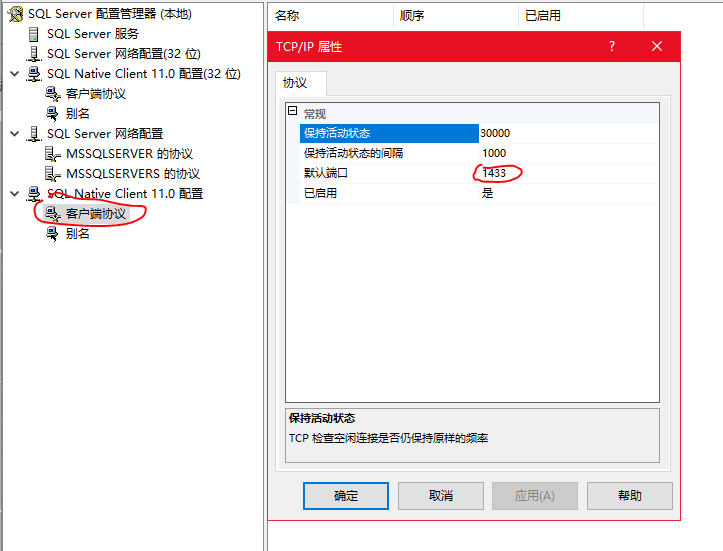 SQL Server 配置管理器 (本地)
SQL Server 服务
SQL Server 网络配置(32 位)
SQL Native Client 11.0 配置(32 位)
客户端协议
别名
SQL Server 网络配置
MSSQLSERVER 的协议
MSSQLSERVERS 的协议
SQL Native Client 11.0 配置
客户端协议
别名
名称 顺序 已启用
TCP/IP 属性 ?
协议
常规
保持活动状态 30000
保持活动状态的间隔 1000
默认端口 1433
已启用 是
保持活动状态
TCP 检查空闲连接是否仍保持原样的频率
确定 取消 应用(A) 帮助